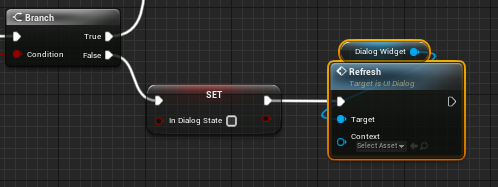 Branch
True
Condition
False
SET
In Dialog State
Dialog Widget
Refresh
Target is UI Dialog
Target
Context
Select Asset